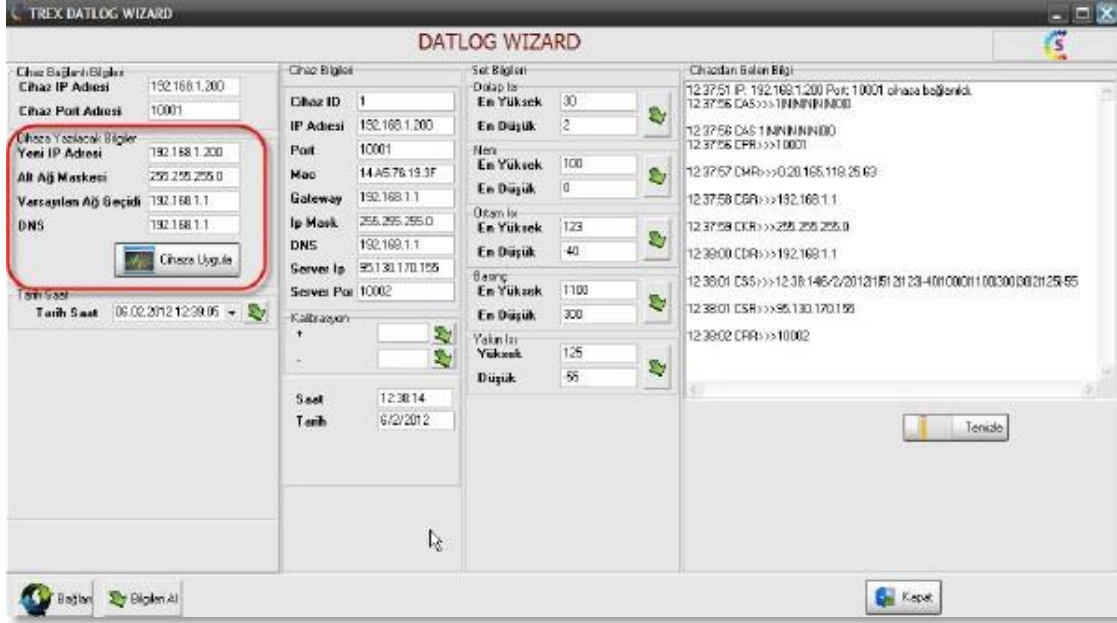 TREX DATLOG WIZARD
DATLOG WIZARD
Cihaz Bağlantı Bilgileri
Cihaz IP Adresi 192.168.1.200
Cihaz Port Adresi 10001
Cihaza Yazılacak Bilgiler
Yeni IP Adresi 192.168.1.200
Alt Ağ Maskesi 255.255.255.0
Varsayılan Ağ Geçidi 192.168.1.1
DNS 192.168.1.1
Cihaza Uygula
Tarih Saat
Tarih Saat 06.02.2012 12:39:05
Cihaz Bilgileri
Cihaz ID 1
IP Adresi 192.168.1.200
Port 10001
Mac 14.A5.76.19.3F
Gateway 192.168.1.1
Ip Mask 255.255.255.0
DNS 192.168.1.1
Server Ip 95.130.170.155
Server Por 10002
Kalibrasyon
+
-
Saat 12:38:14
Tarih 6/2/2012
Set Bilgileri
Dolap Isı
En Yüksek 30
En Düşük 2
Nem
En Yüksek 100
En Düşük 0
Ortam Isı
En Yüksek 123
En Düşük -40
Basınç
En Yüksek 1100
En Düşük 300
Yakın Isı
Yüksek 125
Düşük -55
Cihazdan Gelen Bilgi
12:37:51 IP: 192.168.1.200 Port: 10001 cihaza bağlanıldı.
12:37:56 CPR>>>10001
12:37:57 CMR>>>0.20.165.118.25.63
12:37:58 CGR>>>192.168.1.1
12:37:59 CKR>>>255.255.255.0
12:38:00 CDR>>>192.168.1.1
12:38:01 CSR>>>95.130.170.155
12:38:02 CRR>>>10002
Temizle
Bağlan
Bilgileri Al
Kapat